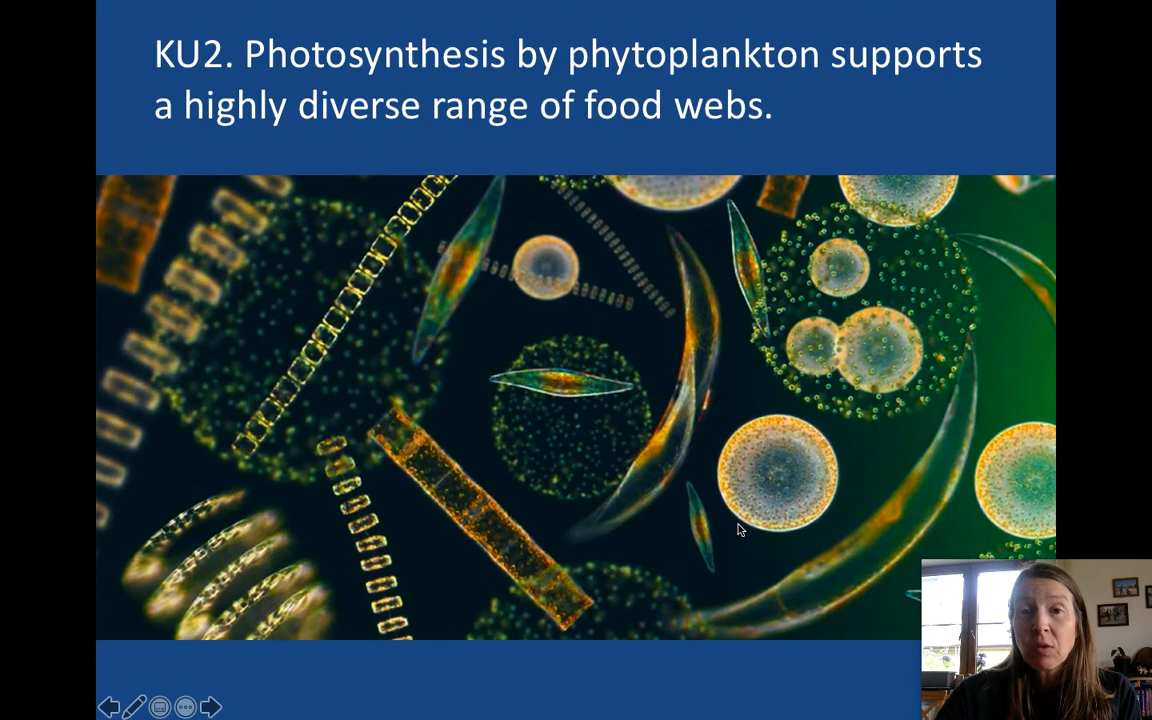 KU2. Photosynthesis by phytoplankton supports
a highly diverse range of food webs.